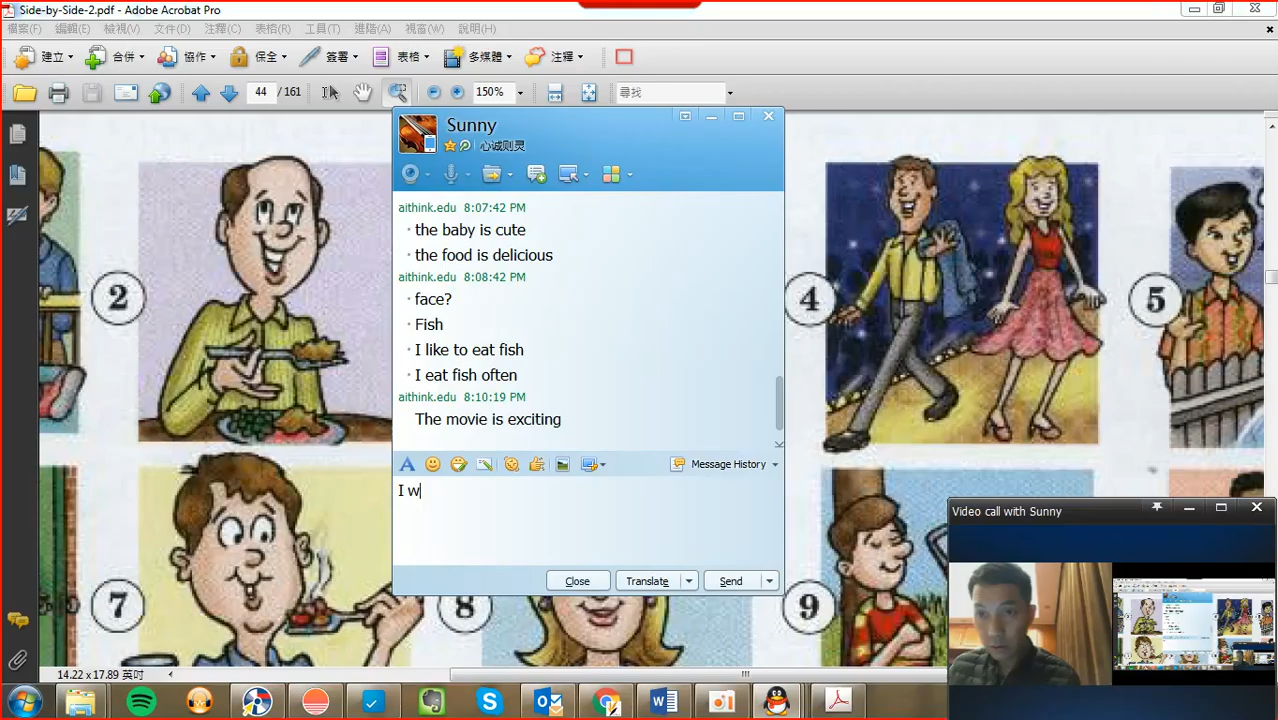 Side-by-Side-2.pdf - Adobe Acrobat Pro
檔案(F) 編輯(E) 檢視(V) 文件(D) 注釋(C) 表格(R) 工具(T) 進階(A) 視窗(W) 說明(H)
建立 合併 協作 保全 簽署 表格 多媒體 注釋
44 / 161 150% 尋找
Sunny
心诚则灵
aithink.edu 8:07:42 PM
the baby is cute
the food is delicious
aithink.edu 8:08:42 PM
face?
Fish
I like to eat fish
I eat fish often
aithink.edu 8:10:19 PM
The movie is exciting
Message History
I w
Close Translate Send
2
4
5
7
8
9
Video call with Sunny
14.22 x 17.89 英吋